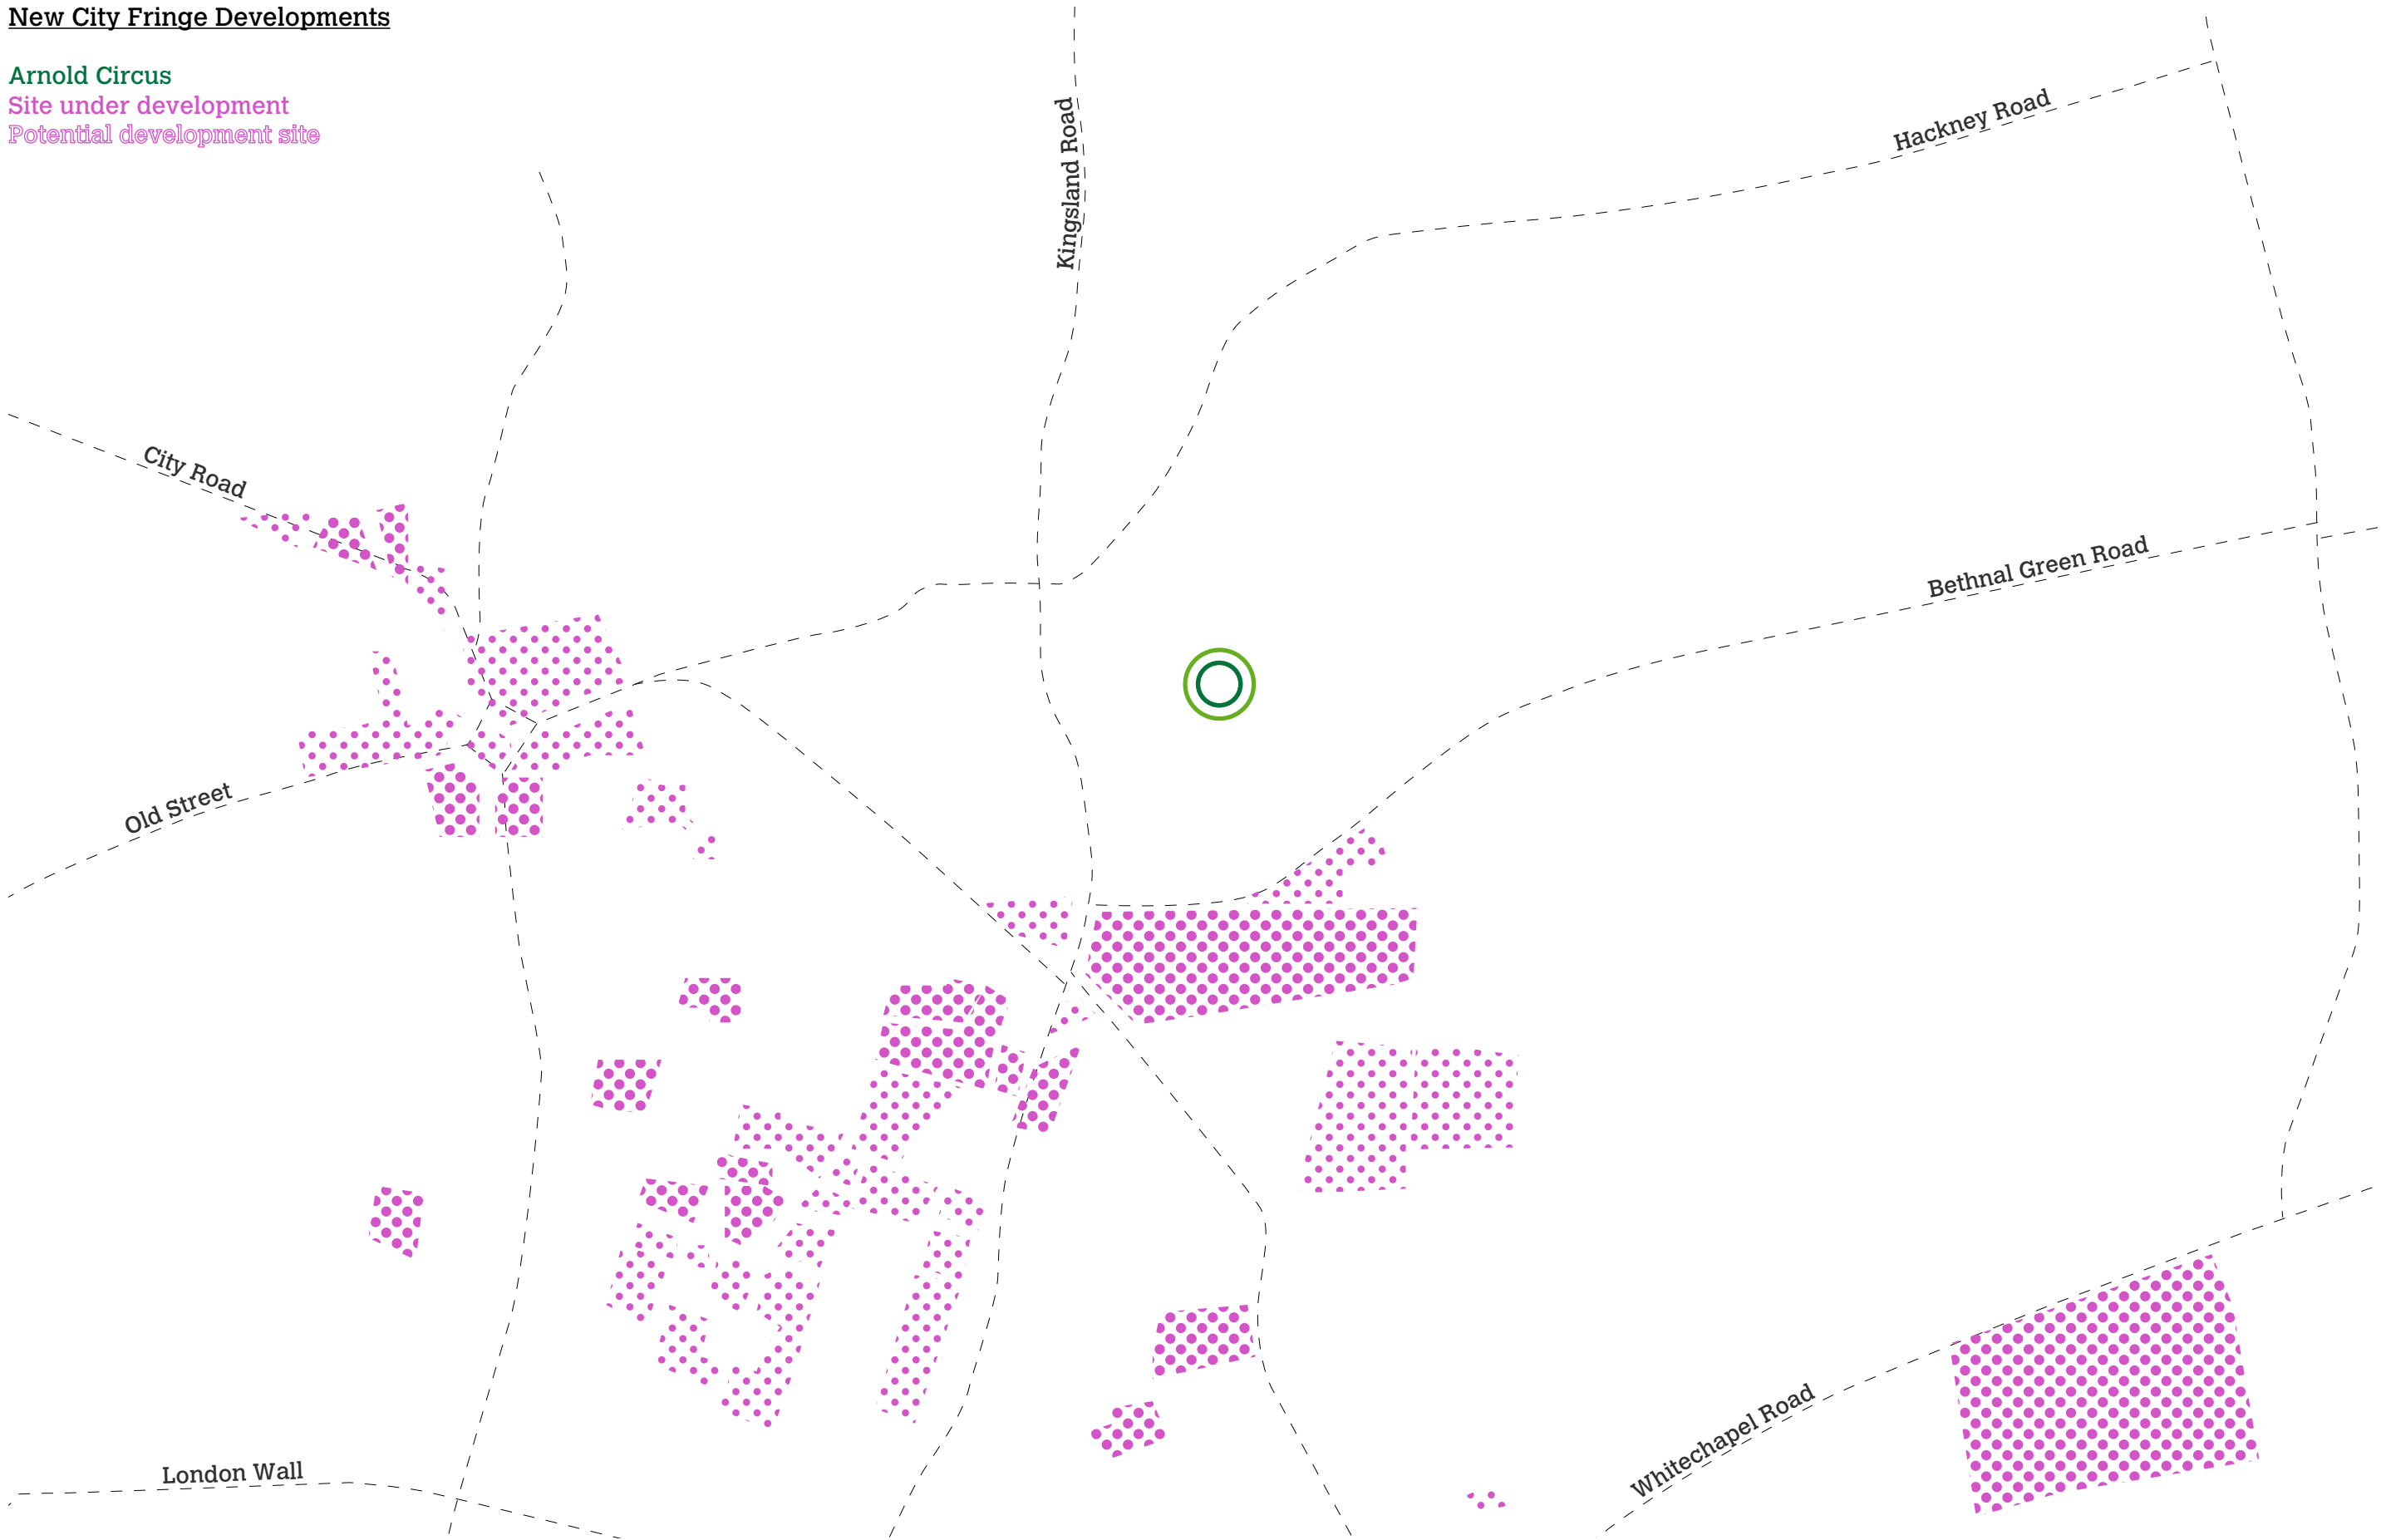 New City Fringe Developments
Arnold Circus
Site under development
Potential development site
Kingsland Road
Hackney Road
City Road
Bethnal Green Road
Old Street
Whitechapel Road
London Wall